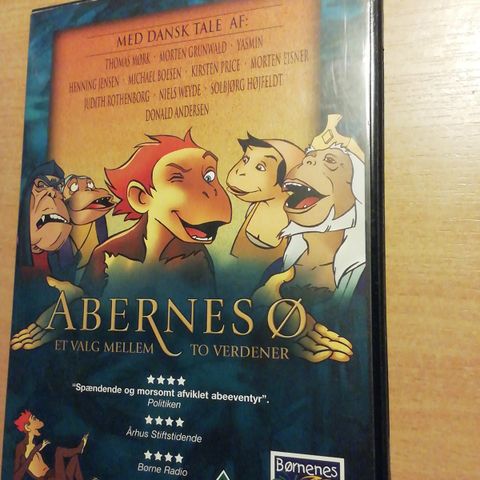 MED DANSK TALE AF:
THOMAS MØRK · MORTEN GRUNWALD · YASMIN
HENNING JENSEN · MICHAEL BOESEN · KIRSTEN PRICE · MORTEN EISNER
JUDITH ROTHENBORG · NIELS WEYDE · SOLBJØRG HØJFELDT
DONALD ANDERSEN
ABERNES Ø
ET VALG MELLEM TO VERDENER
"Spændende og morsomt afviklet abeeventyr".
Politiken
Århus Stiftstidende
Børne Radio
Børnenes